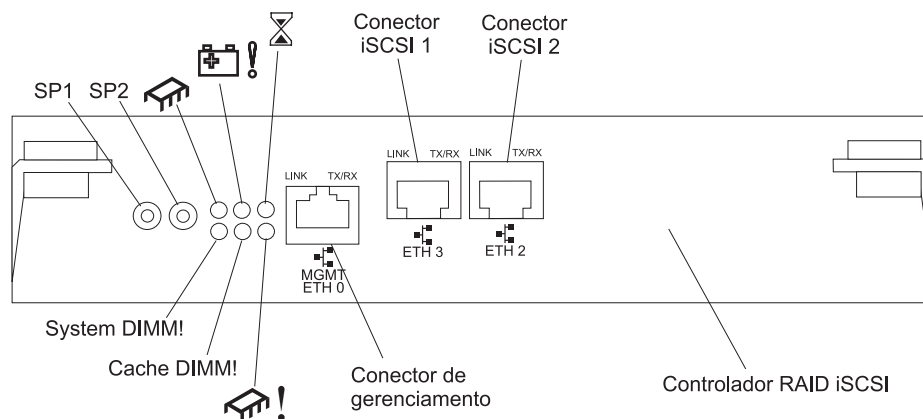 Conector
iSCSI 1
Conector
iSCSI 2
SP1
SP2
LINK TX/RX
LINK TX/RX
LINK TX/RX
ETH 3
ETH 2
MGMT
ETH 0
System DIMM!
Cache DIMM!
!
!
Conector de
gerenciamento
Controlador RAID iSCSI